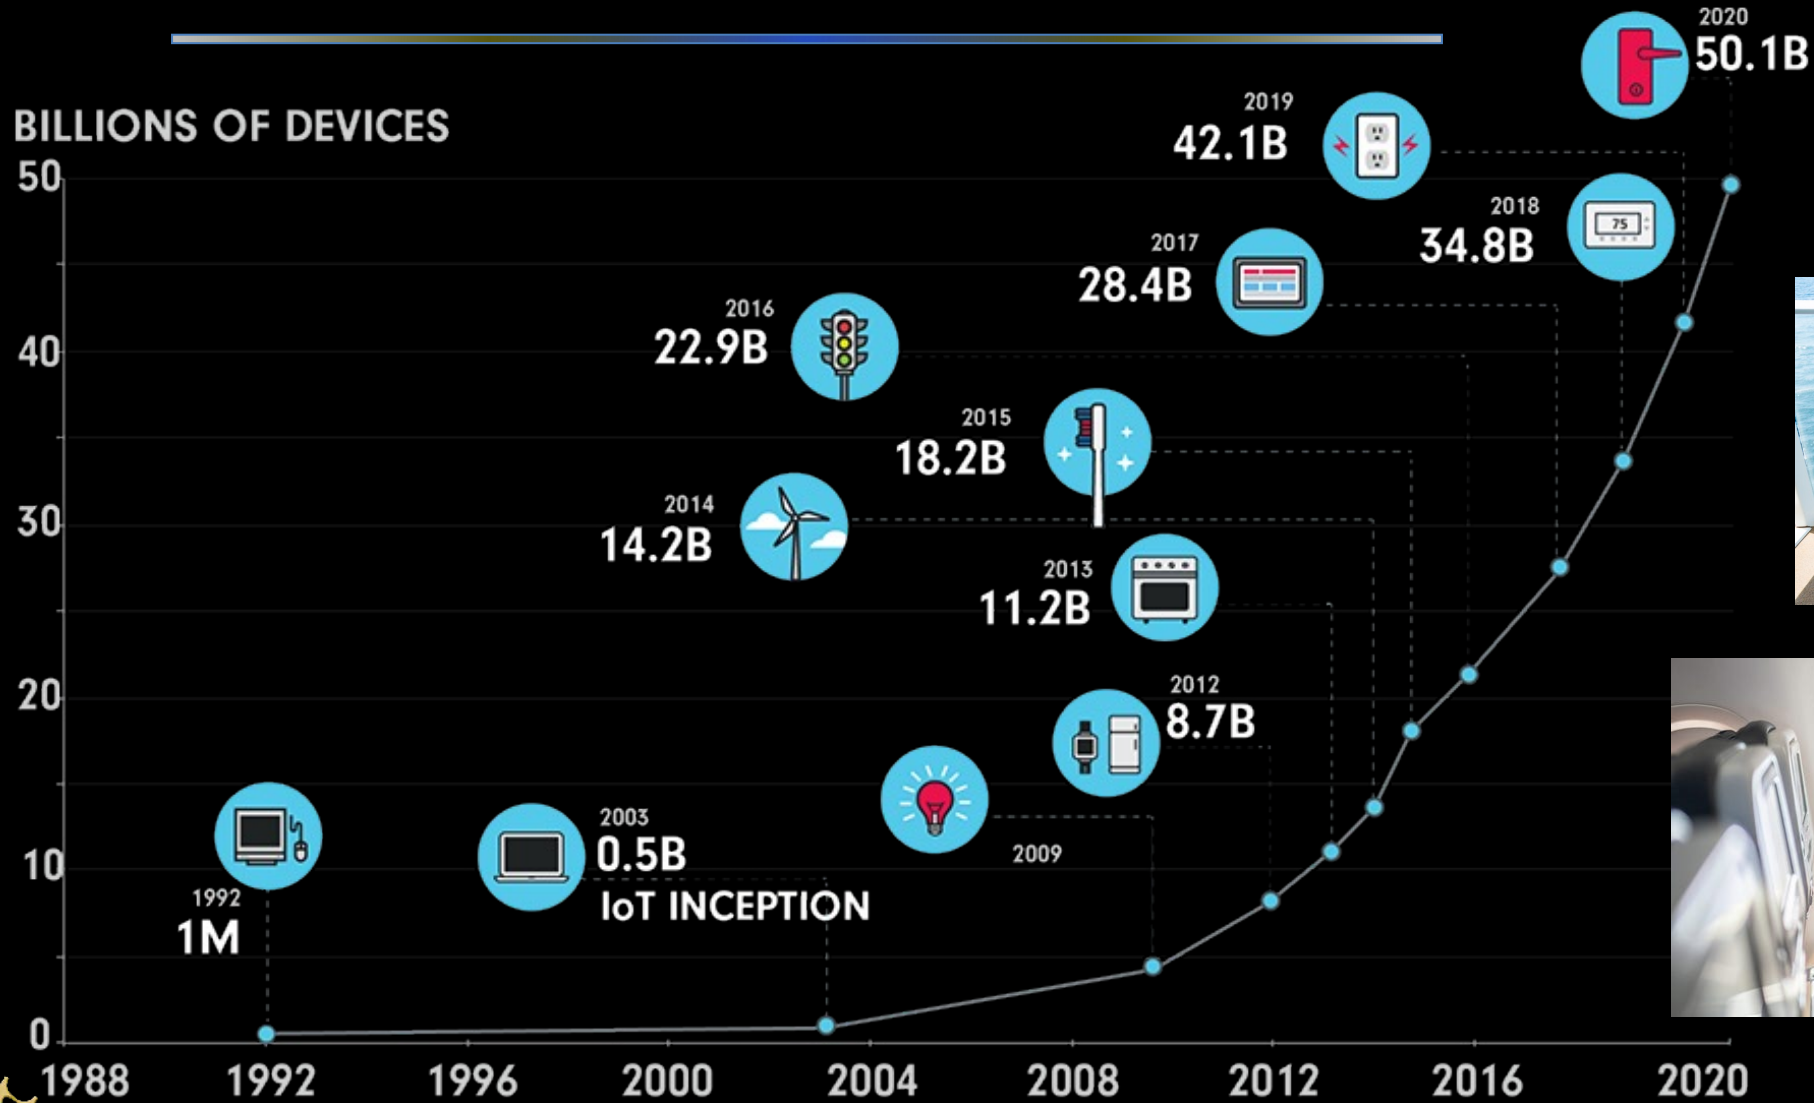 2020
50.1B
2019
42.1B
BILLIONS OF DEVICES
50
2018
34.8B
75
2017
28.4B
2016
22.9B
40
2015
18.2B
2014
14.2B
30
2013
11.2B
2012
8.7B
20
2009
2003
0.5B
IoT INCEPTION
10
1992
1M
0
1988 1992 1996 2000 2004 2008 2012 2016 2020